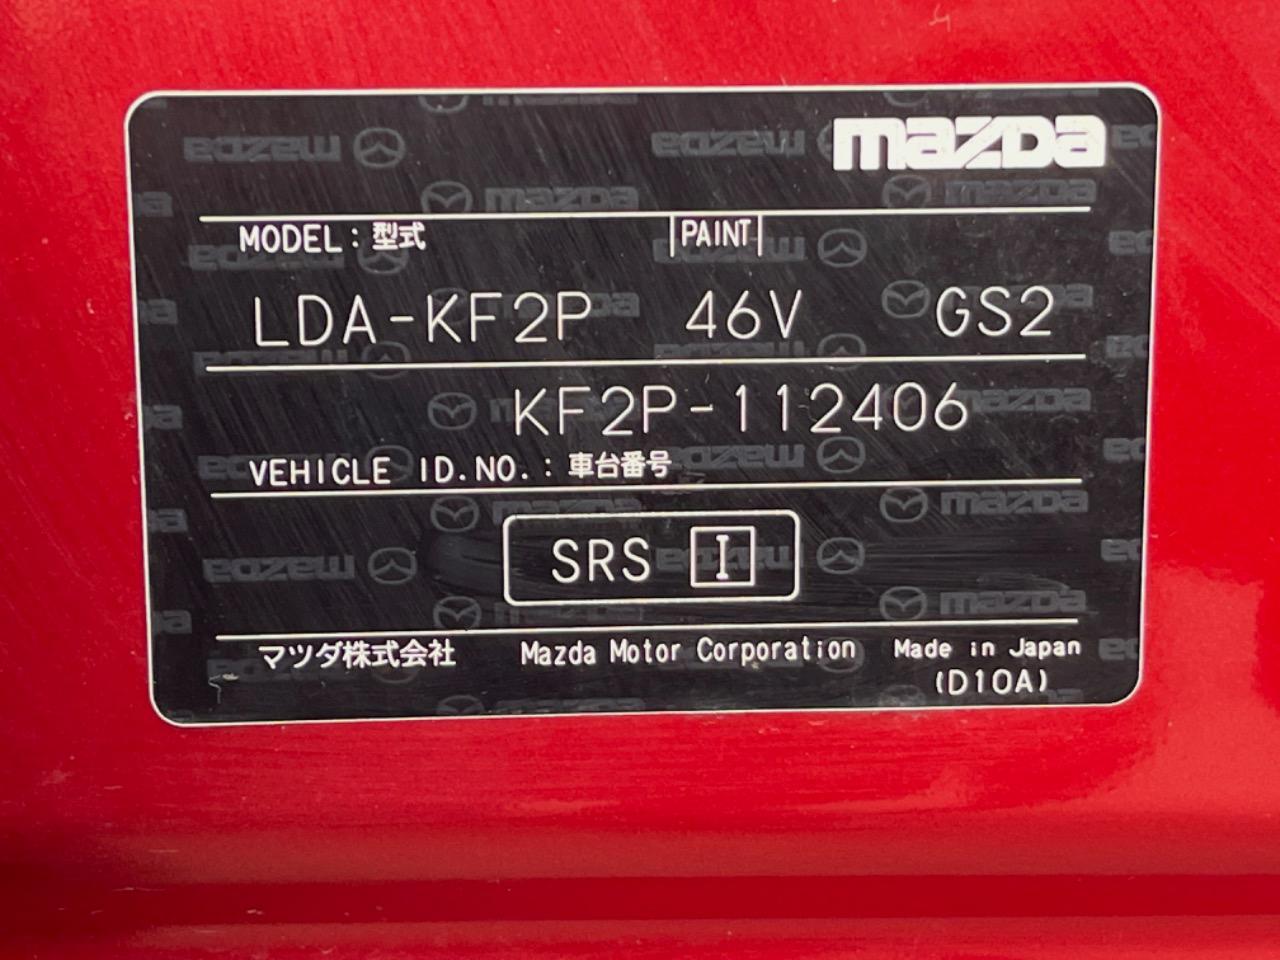 mazda
MODEL : 型式 PAINT
LDA-KF2P 46V GS2
KF2P-112406
VEHICLE ID.NO. : 車台番号
SRS I
マツダ株式会社 Mazda Motor Corporation Made in Japan
(D10A)